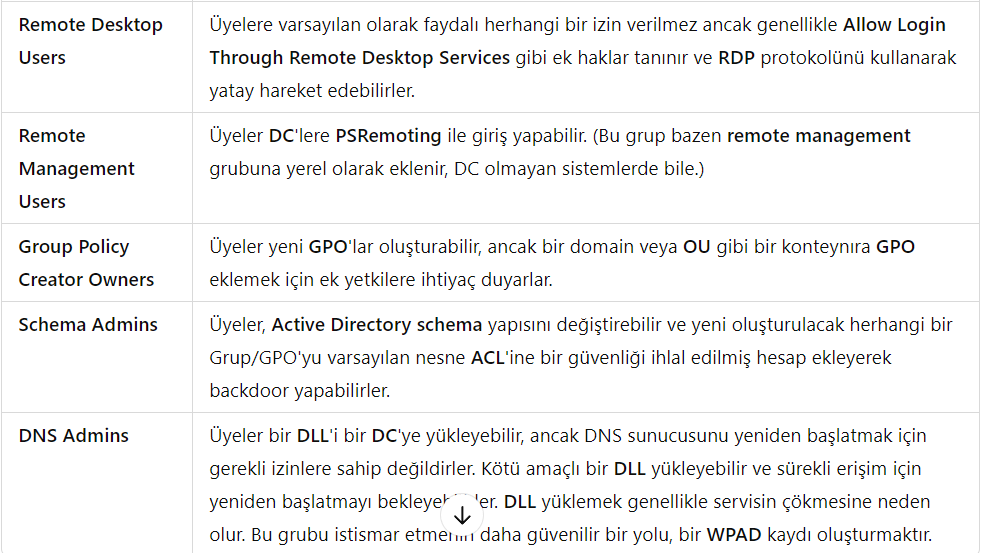 Remote Desktop
Users
Üyelere varsayılan olarak faydalı herhangi bir izin verilmez ancak genellikle Allow Login
Through Remote Desktop Services gibi ek haklar tanınır ve RDP protokolünü kullanarak
yatay hareket edebilirler.
Remote
Management
Users
Üyeler DC'lere PSRemoting ile giriş yapabilir. (Bu grup bazen remote management
grubuna yerel olarak eklenir, DC olmayan sistemlerde bile.)
Group Policy
Creator Owners
Üyeler yeni GPO'lar oluşturabilir, ancak bir domain veya OU gibi bir konteynıra GPO
eklemek için ek yetkilere ihtiyaç duyarlar.
Schema Admins
Üyeler, Active Directory schema yapısını değiştirebilir ve yeni oluşturulacak herhangi bir
Grup/GPO'yu varsayılan nesne ACL'ine bir güvenliği ihlal edilmiş hesap ekleyerek
backdoor yapabilirler.
DNS Admins
Üyeler bir DLL'i bir DC'ye yükleyebilir, ancak DNS sunucusunu yeniden başlatmak için
gerekli izinlere sahip değildirler. Kötü amaçlı bir DLL yükleyebilir ve sürekli erişim için
yeniden başlatmayı DLL yüklemek genellikle servisin çökmesine neden
olur. Bu grubu istismar etmenin daha güvenilir bir yolu, bir WPAD kaydı oluşturmaktır.